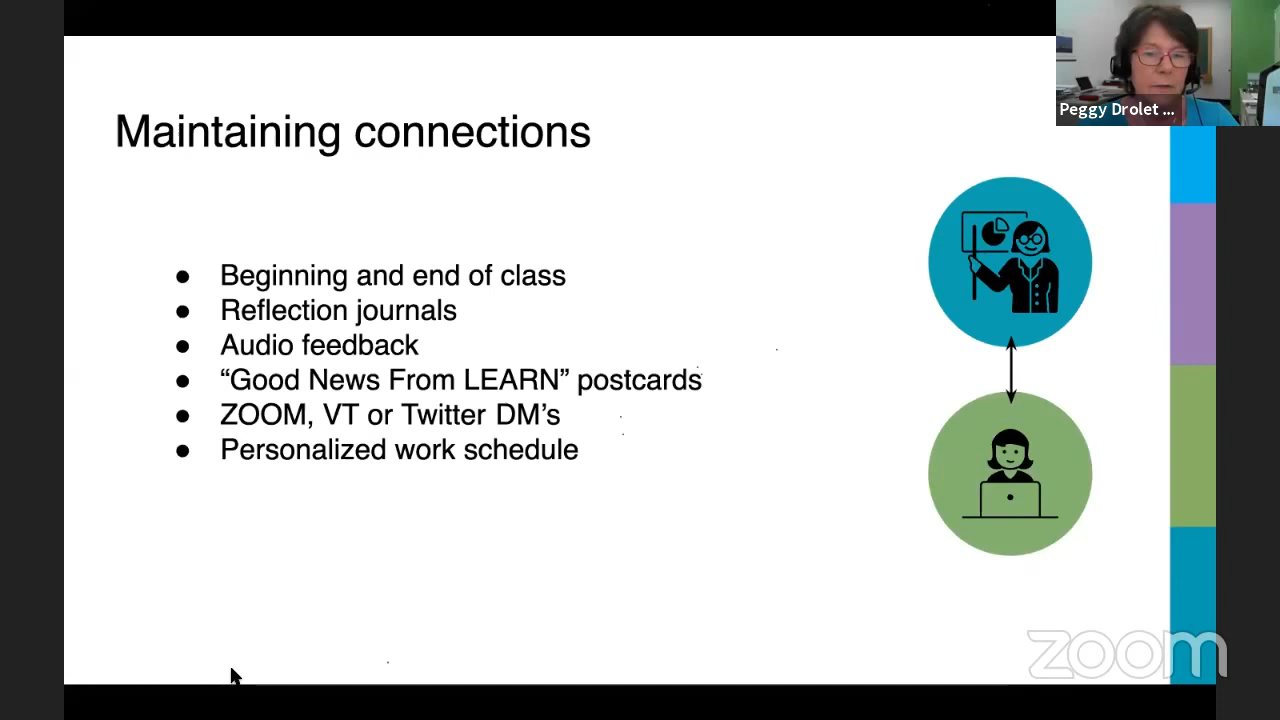 Peggy Drolet ...
Maintaining connections
● Beginning and end of class
● Reflection journals
● Audio feedback
● “Good News From LEARN” postcards
● ZOOM, VT or Twitter DM’s
● Personalized work schedule
zoom